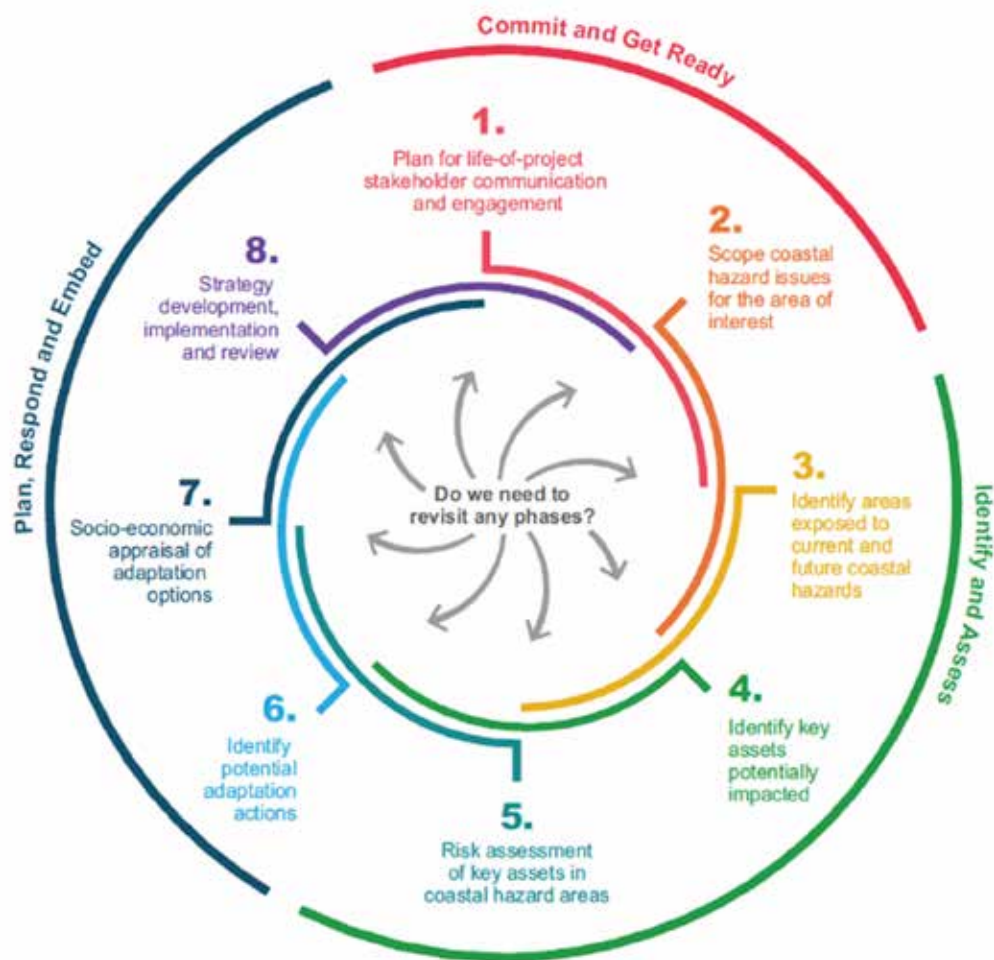 Commit and Get Ready
1.
Plan for life-of-project
stakeholder communication
and engagement
2.
Scope coastal
hazard issues
for the area of
interest
Identify and Assess
3.
Identify areas
exposed to
current and
future coastal
hazards
4.
Identify key
assets
potentially
impacted
5.
Risk assessment
of key assets in
coastal hazard areas
Plan, Respond and Embed
6.
Identify
potential
adaptation
actions
7.
Socio-economic
appraisal of
adaptation
options
8.
Strategy
development,
implementation
and review
Do we need to
revisit any phases?